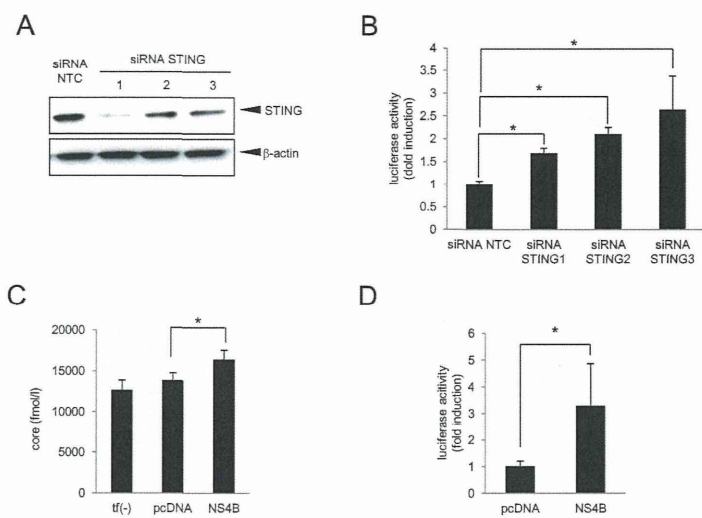 A
siRNA NTC
siRNA STING
1 2 3
STING
β-actin
B
luciferase activity
(dold induction)
4
3.5
3
2.5
2
1.5
1
0.5
0
*
*
*
siRNA NTC
siRNA STING1
siRNA STING2
siRNA STING3
C
core (fmol/l)
20000
15000
10000
5000
0
*
tf(-) pcDNA NS4B
D
luciferase acitivity
(fold induction)
6
5
4
3
2
1
0
*
pcDNA NS4B